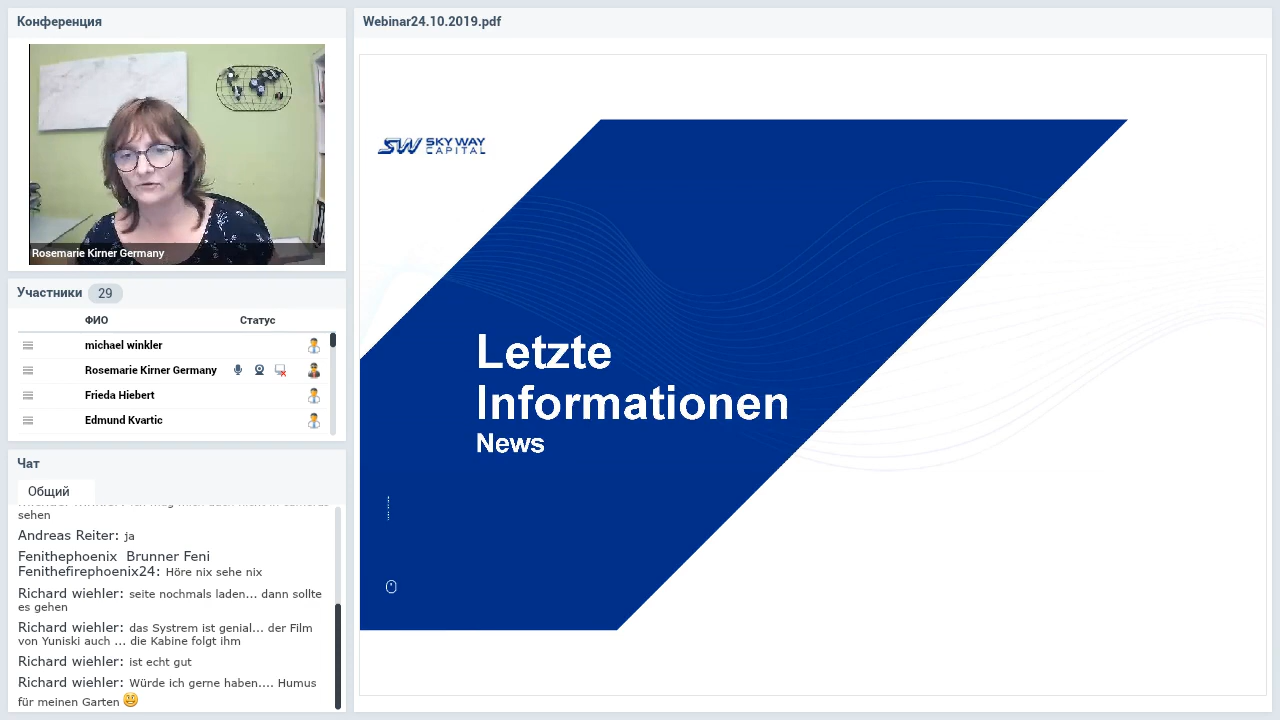 Конференция
Rosemarie Kirner Germany
Участники 29
ФИО Статус
michael winkler
Rosemarie Kirner Germany
Frieda Hiebert
Edmund Kvartic
Чат
Общий
sehen
Andreas Reiter: ja
Fenithephoenix Brunner Feni
Fenithefirephoenix24: Höre nix sehe nix
Richard wiehler: seite nochmals laden... dann sollte
es gehen
Richard wiehler: das Systrem ist genial... der Film
von Yuniski auch ... die Kabine folgt ihm
Richard wiehler: ist echt gut
Richard wiehler: Würde ich gerne haben.... Humus
für meinen Garten
Webinar24.10.2019.pdf
SW SKY WAY
CAPITAL
Letzte
Informationen
News